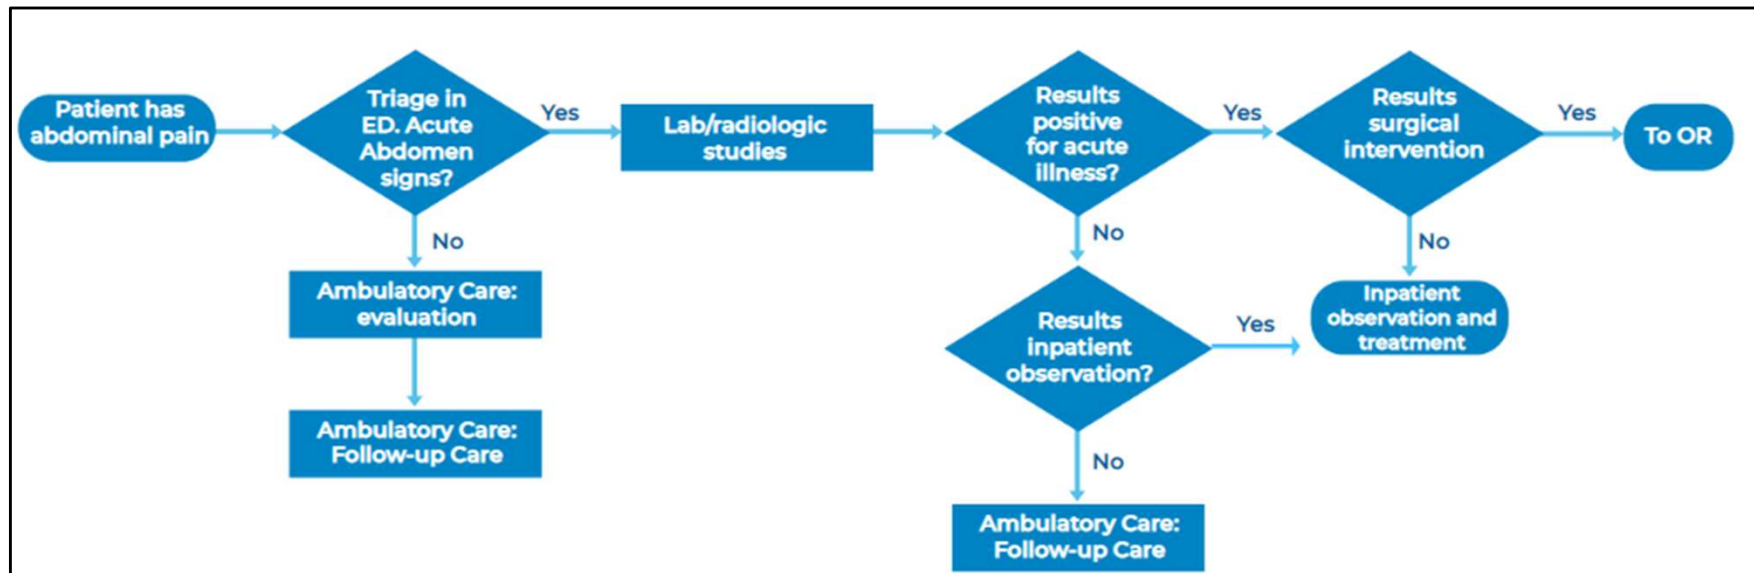 Patient has
abdominal pain
Triage in
ED. Acute
Abdomen
signs?
Yes
Lab/radiologic
studies
Results
positive
for acute
illness?
Yes
Results
surgical
intervention
Yes
To OR
No
Ambulatory Care:
evaluation
Ambulatory Care:
Follow-up Care
No
Results
inpatient
observation?
Yes
No
Inpatient
observation and
treatment
No
Ambulatory Care:
Follow-up Care